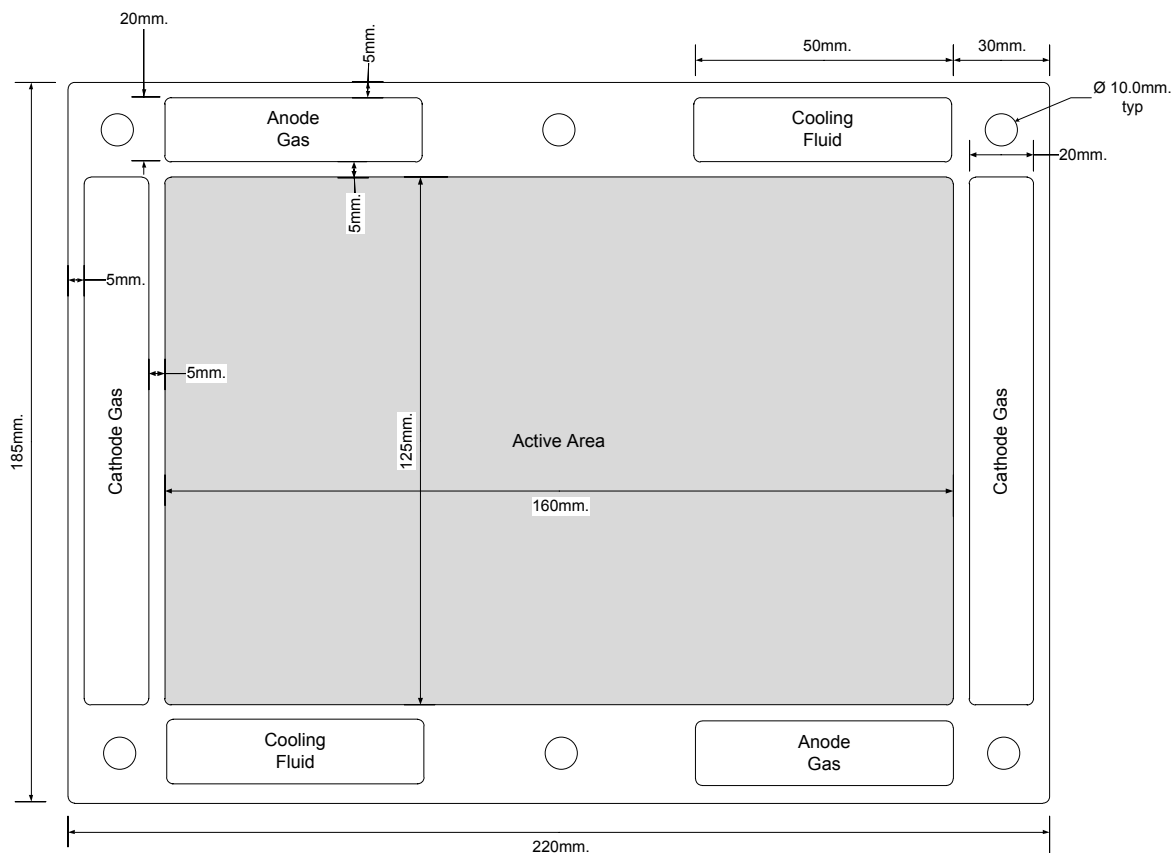 20mm.
5mm.
50mm.
30mm.
Ø 10.0mm.
typ
Anode
Gas
Cooling
Fluid
20mm.
5mm.
5mm.
5mm.
185mm.
Cathode Gas
125mm.
Active Area
Cathode Gas
160mm.
Cooling
Fluid
Anode
Gas
220mm.